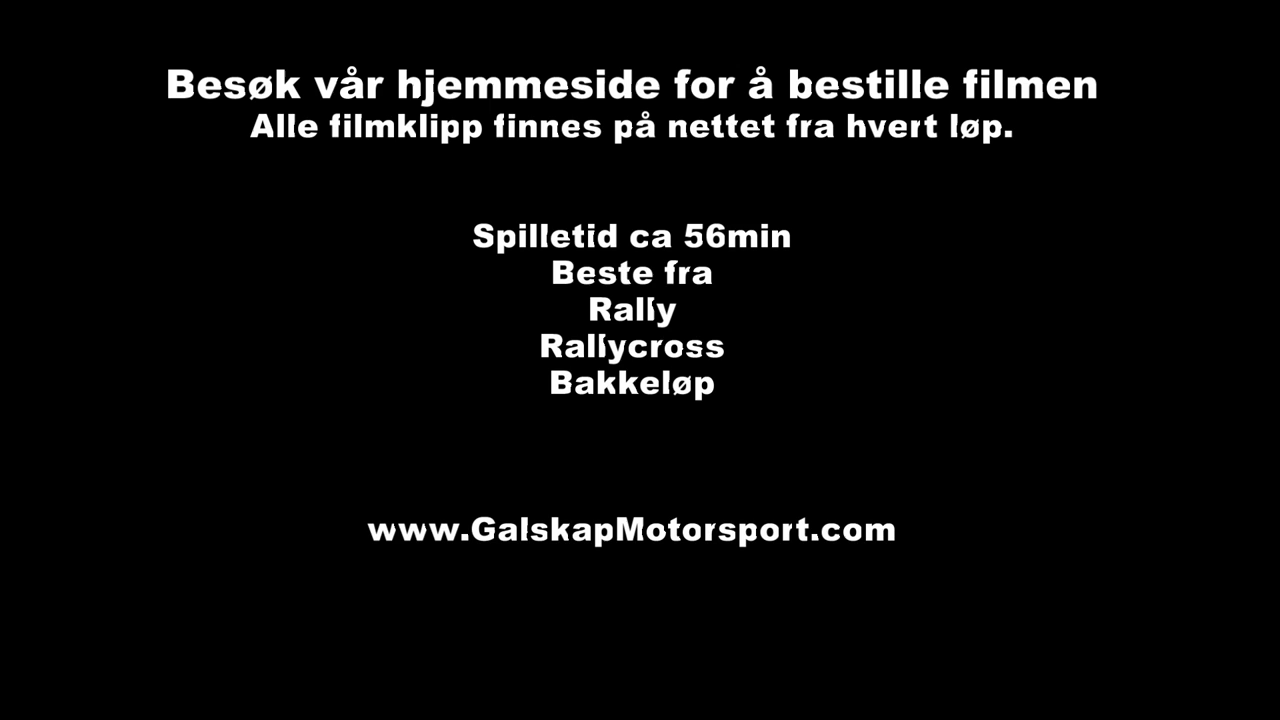 Besøk vår hjemmeside for å bestille filmen
Alle filmklipp finnes på nettet fra hvert løp.
Spilletid ca 56min
Beste fra
Rally
Rallycross
Bakkeløp
www.GalskapMotorsport.com